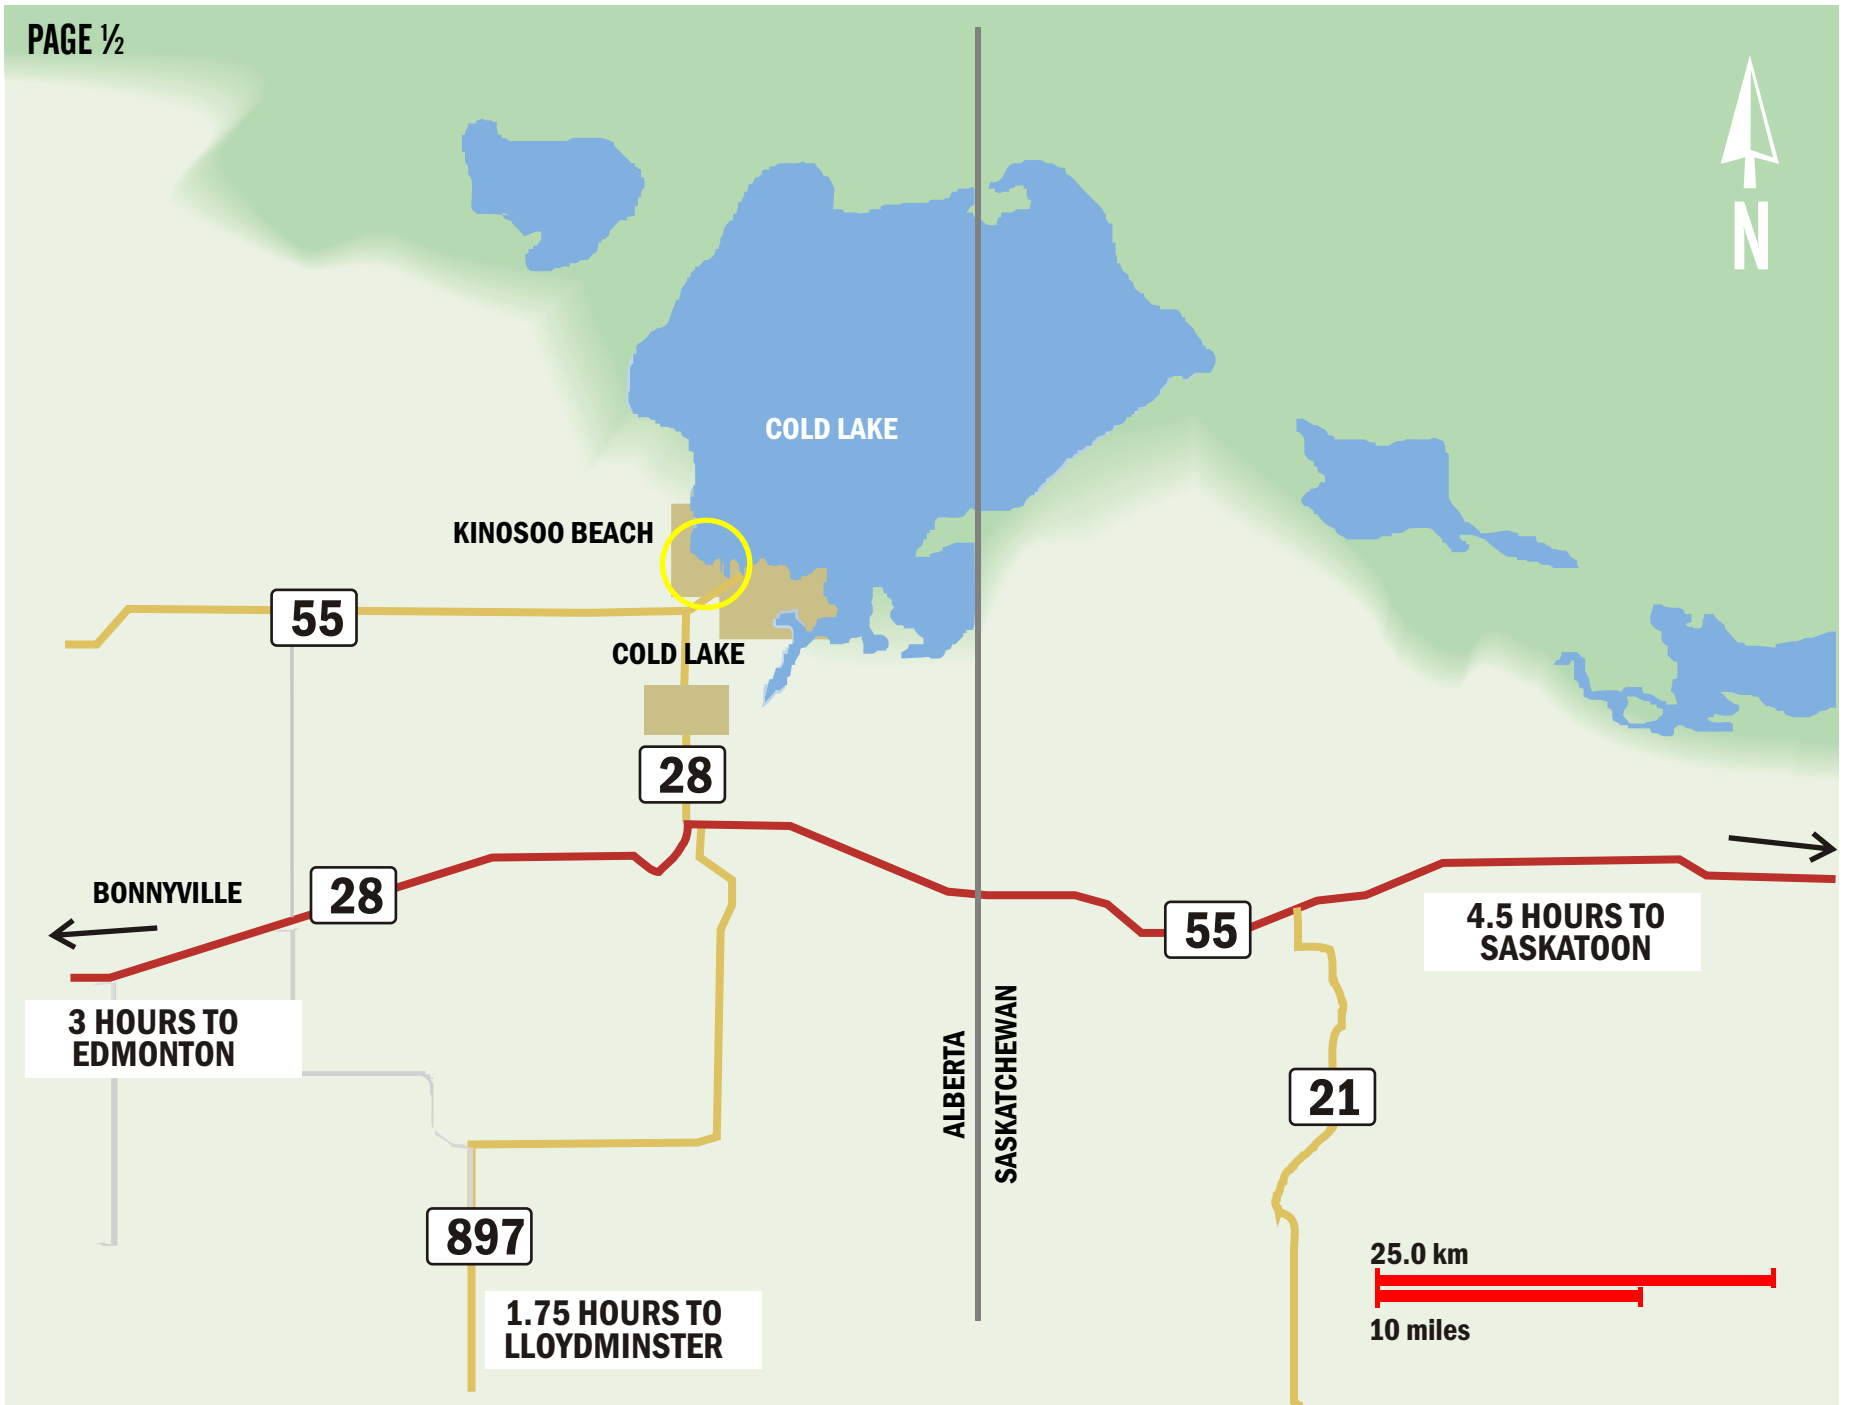 PAGE ½
N
COLD LAKE
KINOSOO BEACH
55
COLD LAKE
28
BONNYVILLE
28
55
4.5 HOURS TO
SASKATOON
3 HOURS TO
EDMONTON
ALBERTA
SASKATCHEWAN
21
897
25.0 km
10 miles
1.75 HOURS TO
LLOYDMINSTER